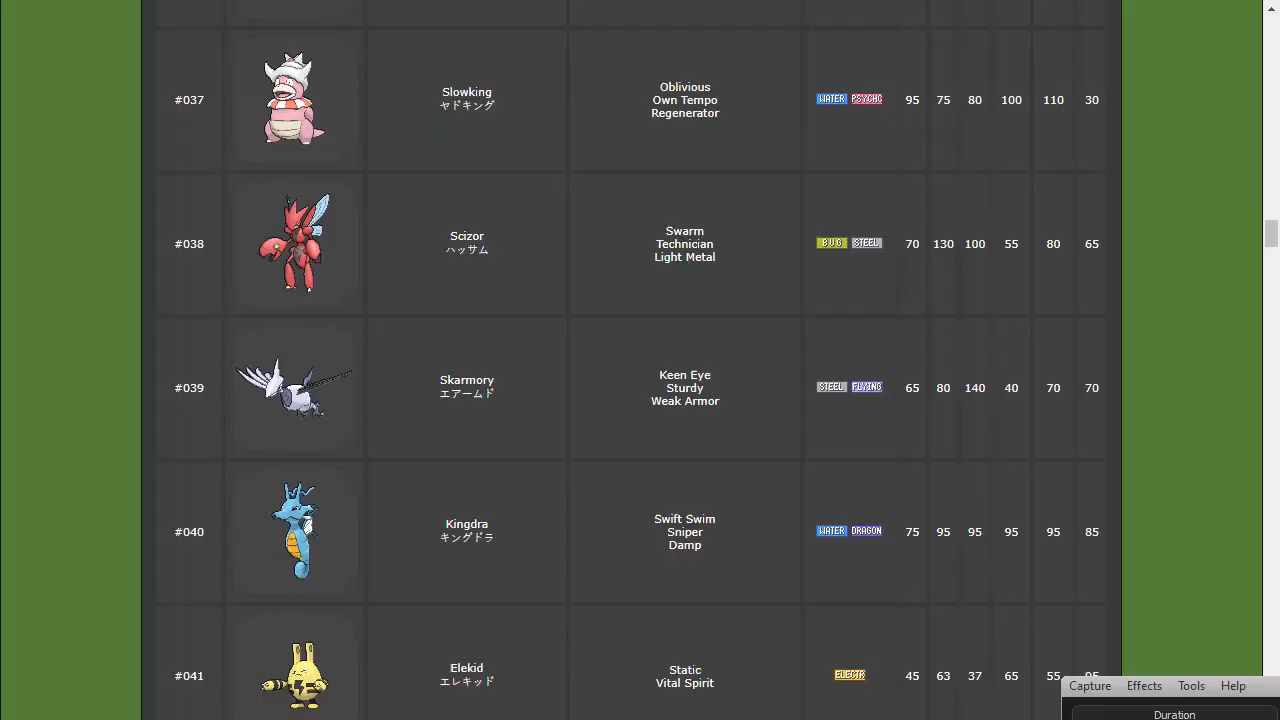 #037 Slowking ヤドキング Oblivious Own Tempo Regenerator WATER PSYCHC 95 75 80 100 110 30
#038 Scizor ハッサム Swarm Technician Light Metal BUG STEEL 70 130 100 55 80 65
#039 Skarmory エアームド Keen Eye Sturdy Weak Armor STEEL FLYING 65 80 140 40 70 70
#040 Kingdra キングドラ Swift Swim Sniper Damp WATER DRAGON 75 95 95 95 95 85
#041 Elekid エレキッド Static Vital Spirit ELECTR 45 63 37 65 55 95
Capture Effects Tools Help
Duration